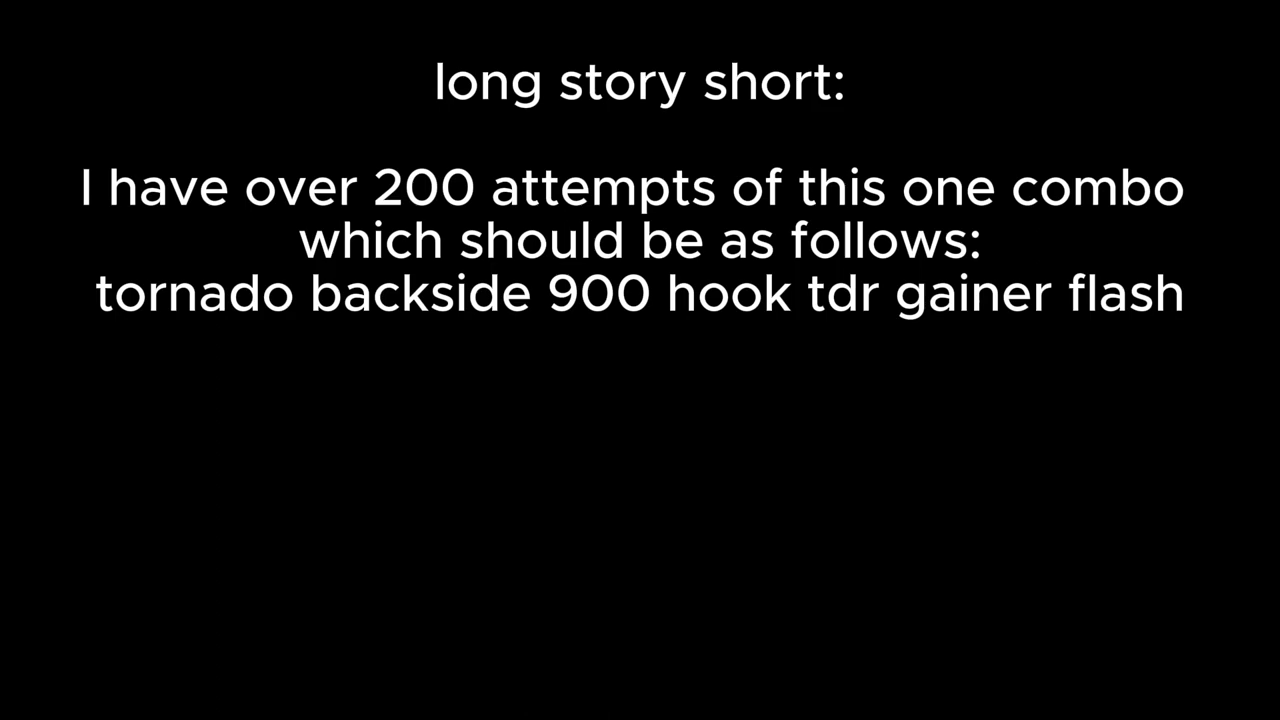 long story short:
I have over 200 attempts of this one combo
which should be as follows:
tornado backside 900 hook tdr gainer flash